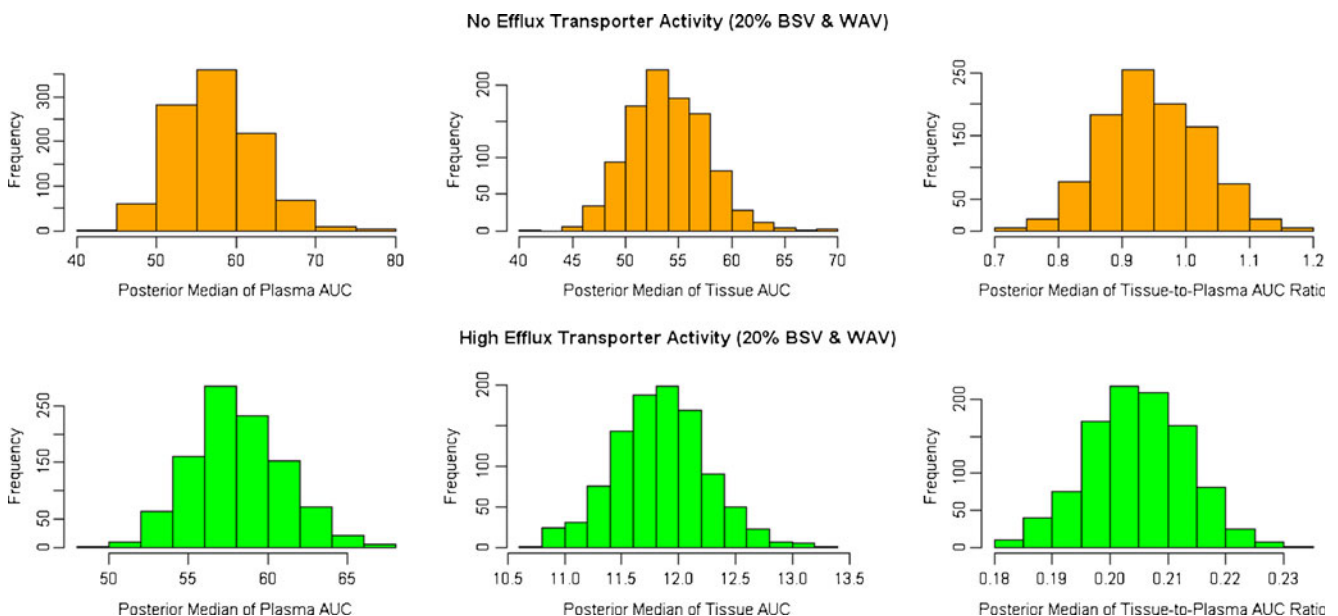 No Efflux Transporter Activity (20% BSV & WAV)
Frequency
0 100 200 300
40 50 60 70 80
Posterior Median of Plasma AUC
Frequency
0 50 100 200
40 45 50 55 60 65 70
Posterior Median of Tissue AUC
Frequency
0 50 150 250
0.7 0.8 0.9 1.0 1.1 1.2
Posterior Median of Tissue-to-Plasma AUC Ratio
High Efflux Transporter Activity (20% BSV & WAV)
Frequency
0 50 150 250
50 55 60 65
Posterior Median of Plasma AUC
Frequency
0 50 100 200
10.5 11.0 11.5 12.0 12.5 13.0 13.5
Posterior Median of Tissue AUC
Frequency
0 50 100 200
0.18 0.19 0.20 0.21 0.22 0.23
Posterior Median of Tissue-to-Plasma AUC Ratio